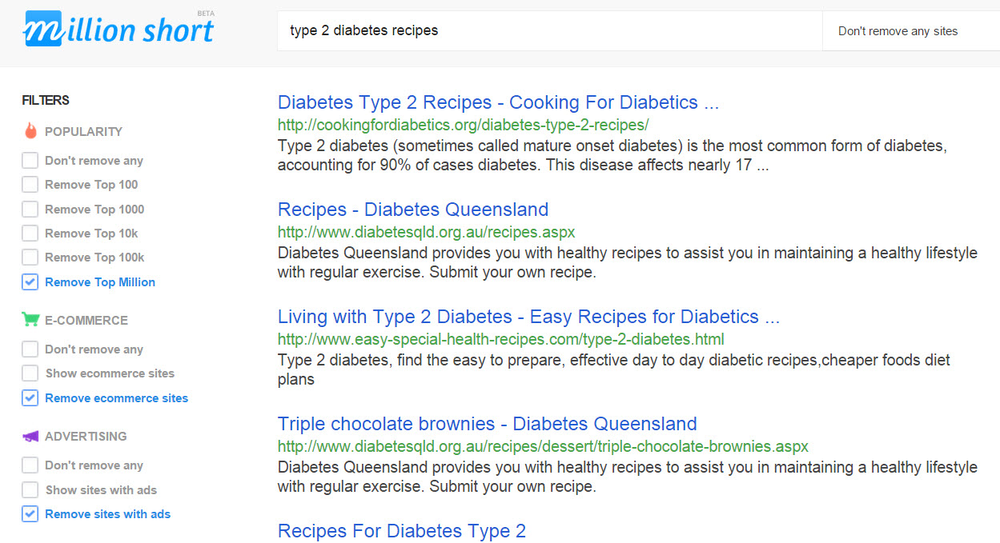 million short BETA
type 2 diabetes recipes
Don't remove any sites
FILTERS
POPULARITY
Don't remove any
Remove Top 100
Remove Top 1000
Remove Top 10k
Remove Top 100k
Remove Top Million
E-COMMERCE
Don't remove any
Show ecommerce sites
Remove ecommerce sites
ADVERTISING
Don't remove any
Show sites with ads
Remove sites with ads
Diabetes Type 2 Recipes - Cooking For Diabetics ...
http://cookingfordiabetics.org/diabetes-type-2-recipes/
Type 2 diabetes (sometimes called mature onset diabetes) is the most common form of diabetes,
accounting for 90% of cases diabetes. This disease affects nearly 17 ...
Recipes - Diabetes Queensland
http://www.diabetesqld.org.au/recipes.aspx
Diabetes Queensland provides you with healthy recipes to assist you in maintaining a healthy lifestyle
with regular exercise. Submit your own recipe.
Living with Type 2 Diabetes - Easy Recipes for Diabetics ...
http://www.easy-special-health-recipes.com/type-2-diabetes.html
Type 2 diabetes, find the easy to prepare, effective day to day diabetic recipes,cheaper foods diet
plans
Triple chocolate brownies - Diabetes Queensland
http://www.diabetesqld.org.au/recipes/dessert/triple-chocolate-brownies.aspx
Diabetes Queensland provides you with healthy recipes to assist you in maintaining a healthy lifestyle
with regular exercise. Submit your own recipe.
Recipes For Diabetes Type 2